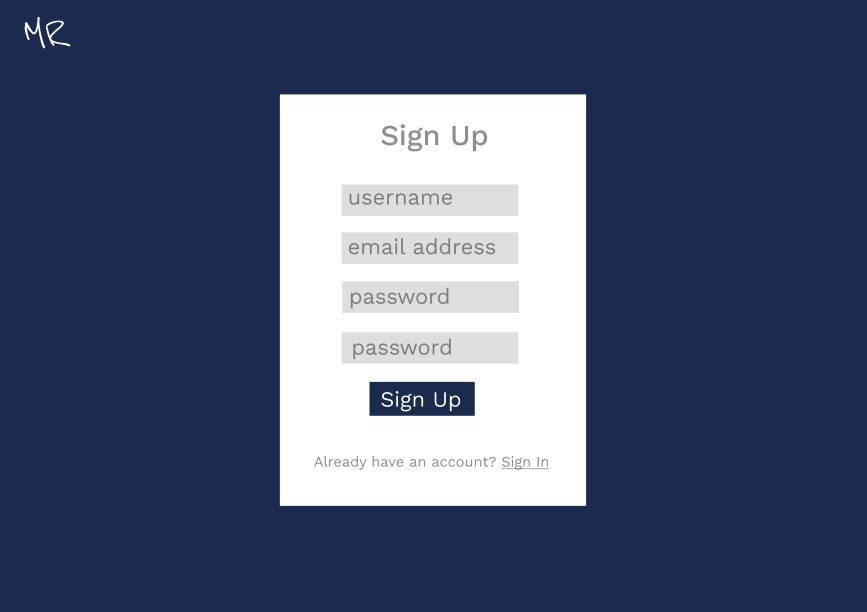 MR
Sign Up
username
email address
password
password
Sign Up
Already have an account? Sign In